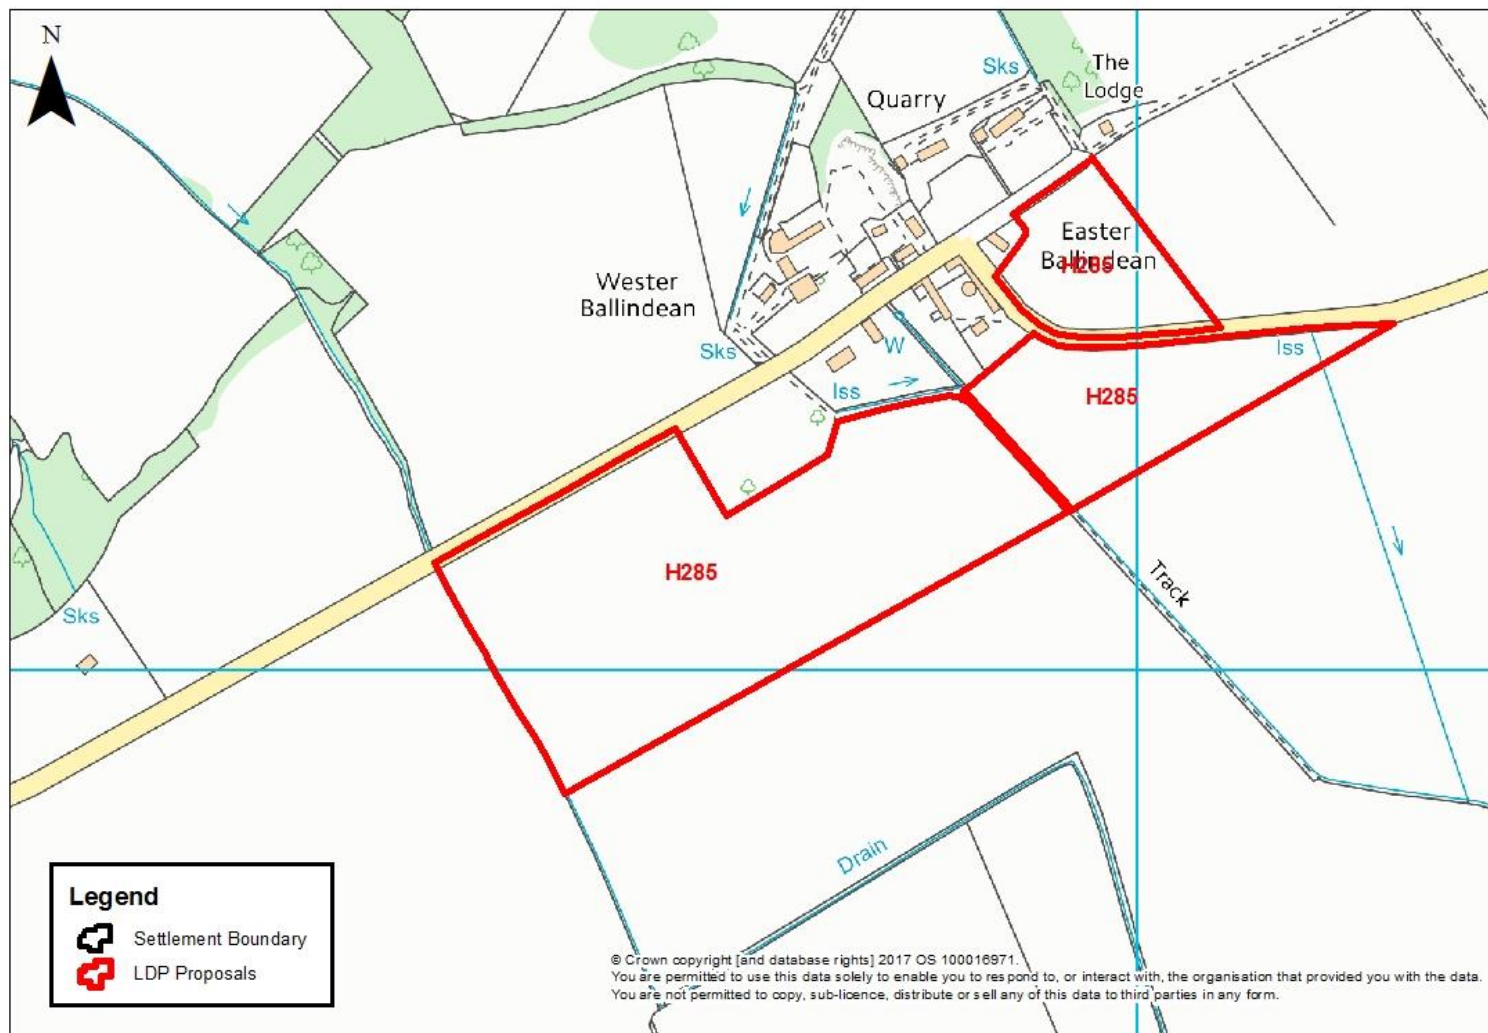 N
Sks
The
Lodge
Quarry
Easter
Ballindean
H285
Wester
Ballindean
Sks
W
Iss
Iss
H285
H285
Track
Sks
Drain
Legend
Settlement Boundary
LDP Proposals
© Crown copyright [and database rights] 2017 OS 100016971.
You are permitted to use this data solely to enable you to respond to, or interact with, the organisation that provided you with the data.
You are not permitted to copy, sub-licence, distribute or sell any of this data to third parties in any form.